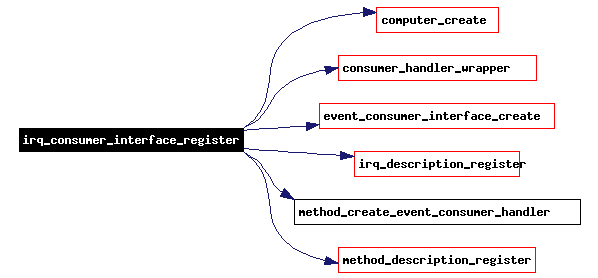 computer_create
consumer_handler_wrapper
event_consumer_interface_create
irq_consumer_interface_register
irq_description_register
method_create_event_consumer_handler
method_description_register